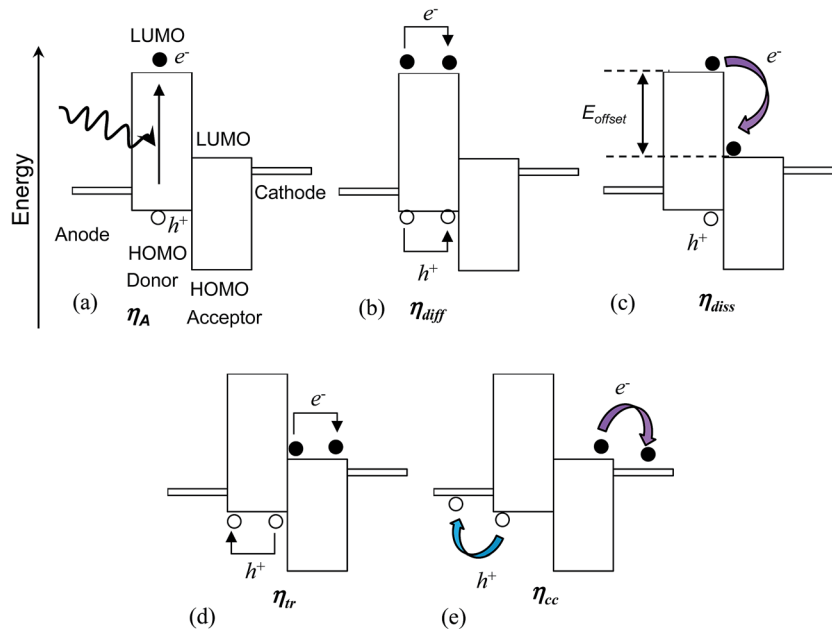 Energy
LUMO
e-
LUMO
Cathode
Anode
h+
HOMO
Donor
HOMO
Acceptor
(a)
ηA
e-
h+
(b)
ηdiff
e-
Eoffset
h+
(c)
ηdiss
e-
h+
(d)
ηtr
e-
h+
(e)
ηcc